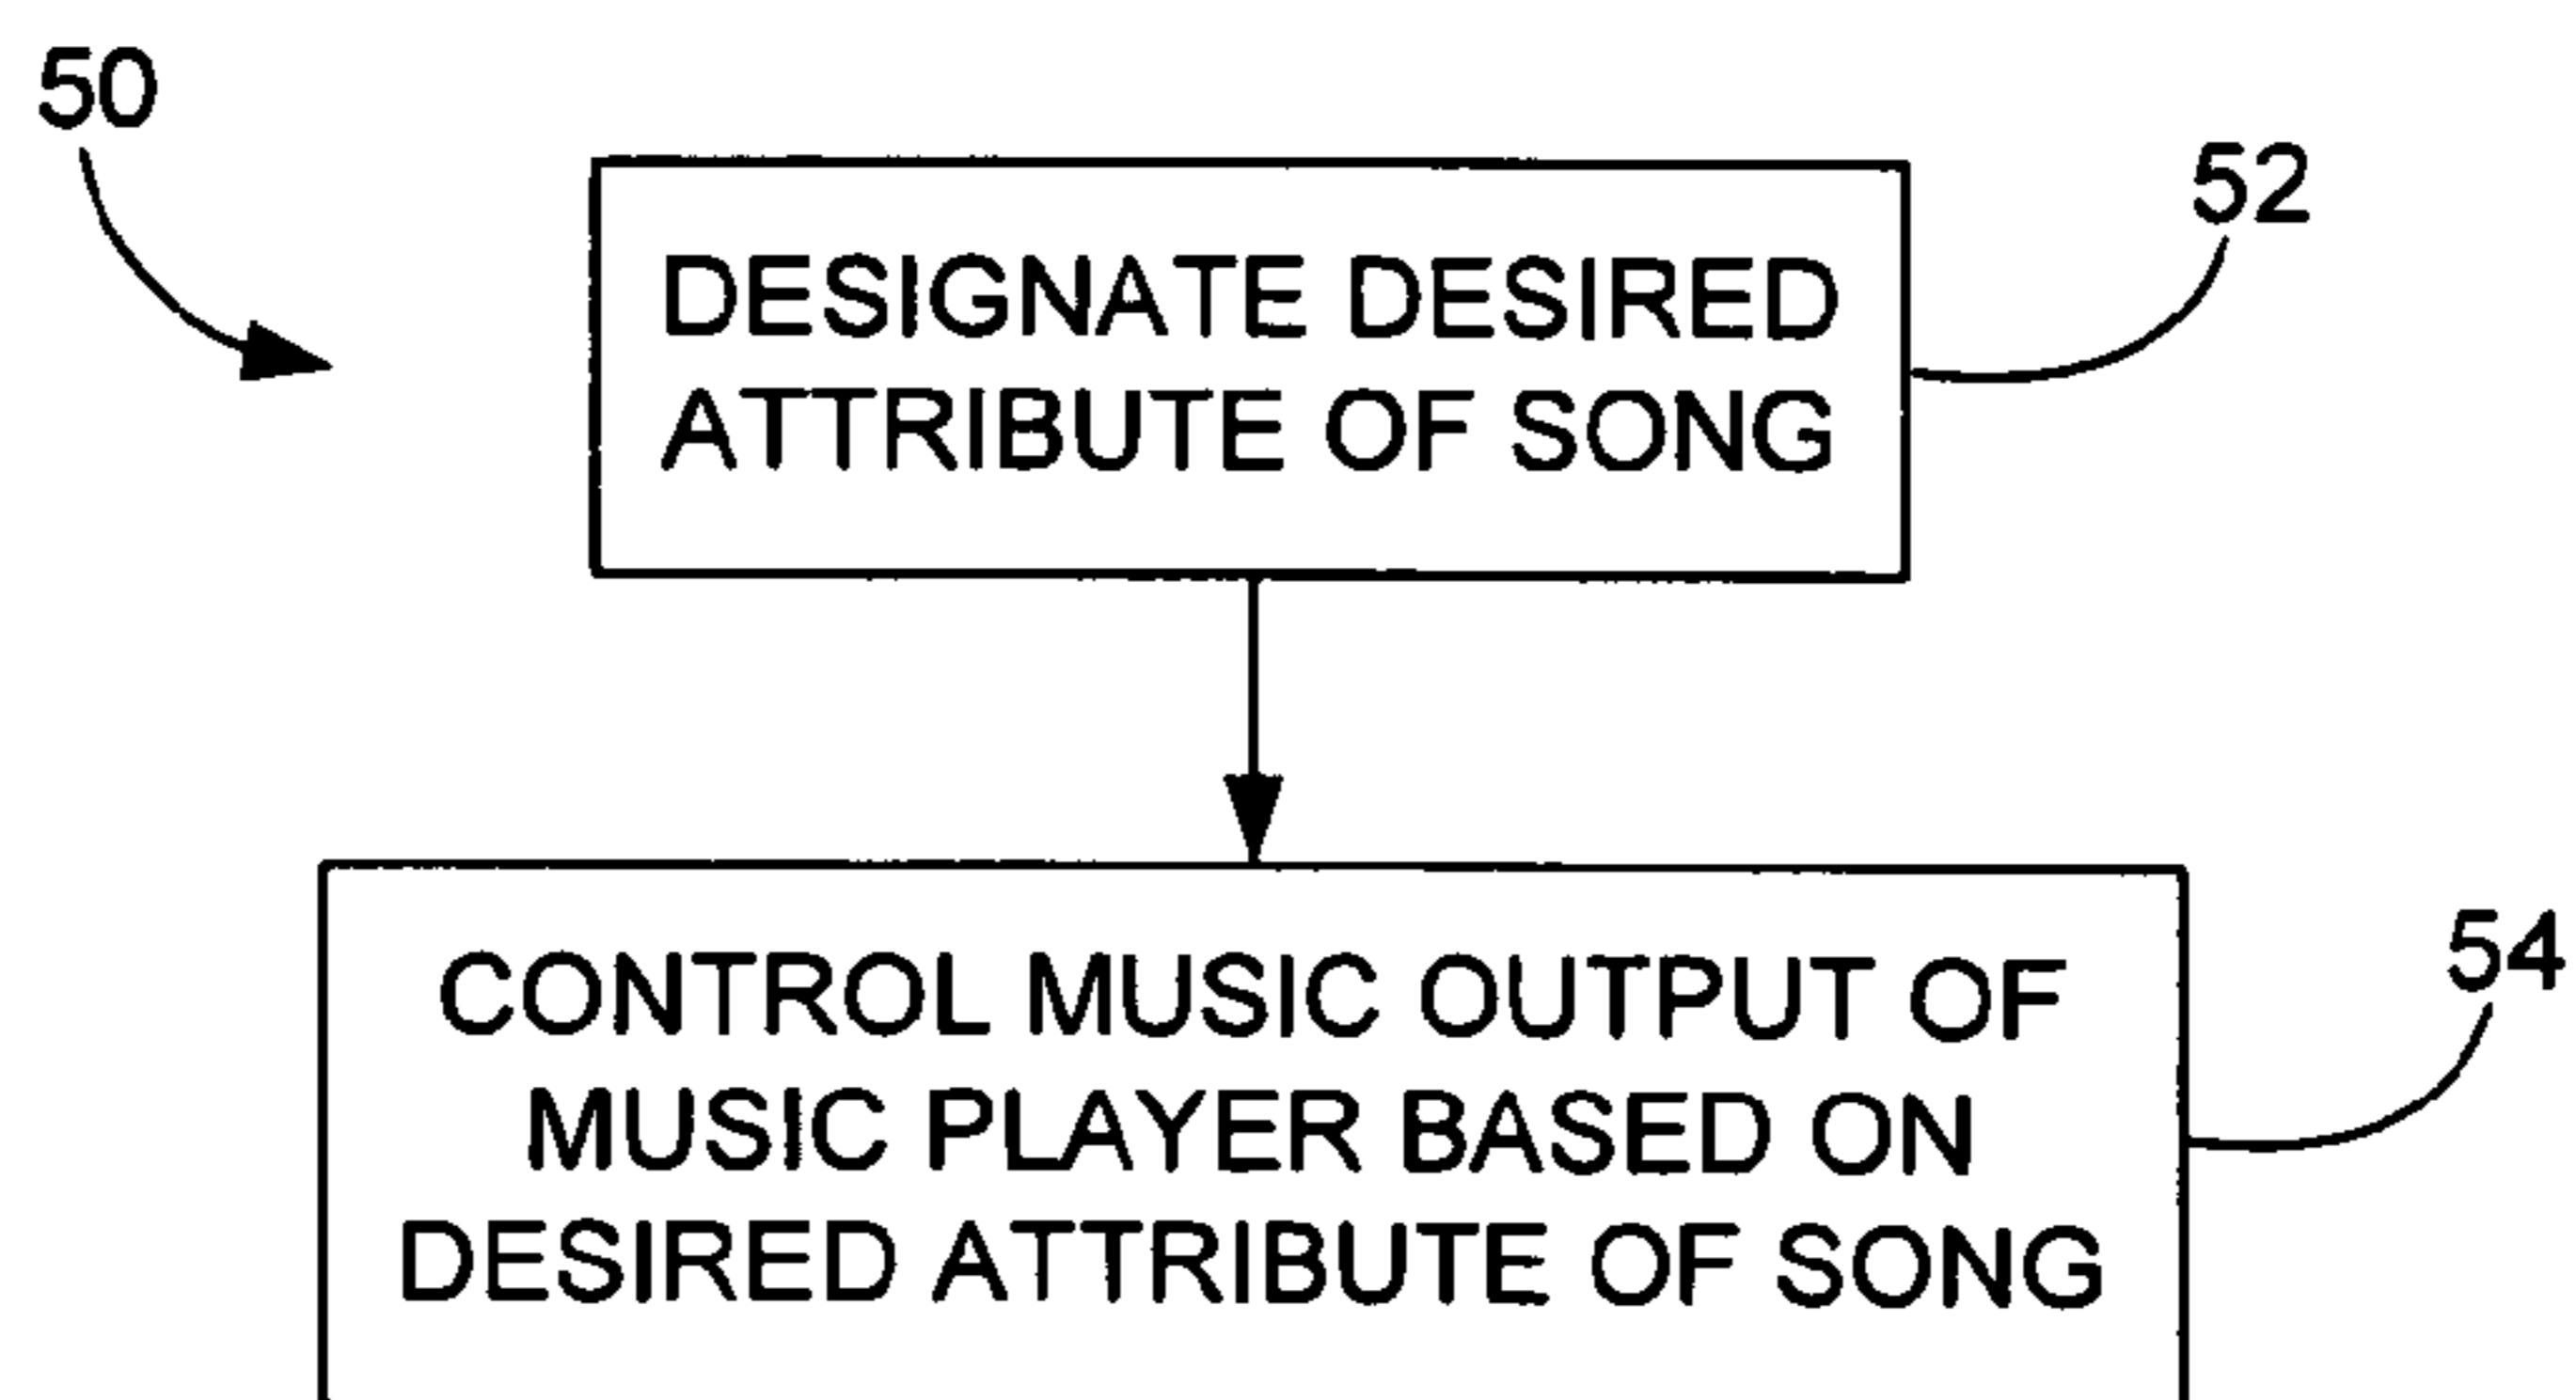 50
52
DESIGNATE DESIRED
ATTRIBUTE OF SONG
54
CONTROL MUSIC OUTPUT OF
MUSIC PLAYER BASED ON
DESIRED ATTRIBUTE OF SONG